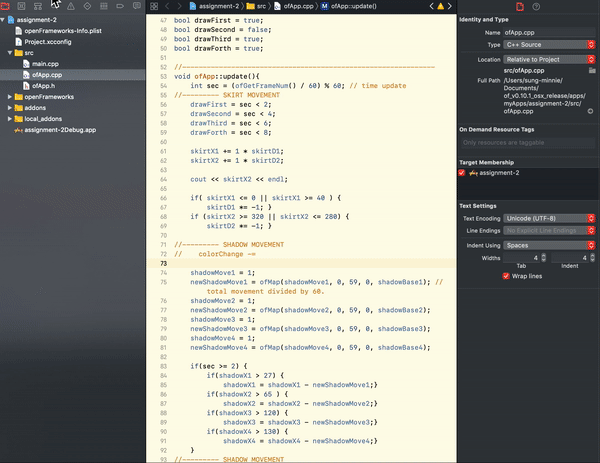 assignment-2 > src > ofApp.cpp > M ofApp::update()
assignment-2
openFrameworks-Info.plist
Project.xcconfig
src
main.cpp
ofApp.cpp
ofApp.h
openFrameworks
addons
local_addons
assignment-2Debug.app
47 bool drawFirst = true;
48 bool drawSecond = false;
49 bool drawThird = true;
50 bool drawForth = true;
51
52 //--------------------------------------------------------------
53 void ofApp::update(){
54 int sec = (ofGetFrameNum() / 60) % 60; // time update
55 //--------- SKIRT MOVEMENT
56 drawFirst = sec < 2;
57 drawSecond = sec < 4;
58 drawThird = sec < 6;
59 drawForth = sec < 8;
60
61 skirtX1 += 1 * skirtD1;
62 skirtX2 += 1 * skirtD2;
63
64 cout << skirtX2 << endl;
65
66 if( skirtX1 <= 0 || skirtX1 >= 40 ) {
67 skirtD1 *= -1; }
68 if (skirtX2 >= 320 || skirtX2 <= 280) {
69 skirtD2 *= -1; }
70
71 //--------- SHADOW MOVEMENT
72 // colorChange -=
73
74 shadowMove1 = 1;
75 newShadowMove1 = ofMap(shadowMove1, 0, 59, 0, shadowBase1); //
total movement divided by 60.
76 shadowMove2 = 1;
77 newShadowMove2 = ofMap(shadowMove2, 0, 59, 0, shadowBase2);
78 shadowMove3 = 1;
79 newShadowMove3 = ofMap(shadowMove3, 0, 59, 0, shadowBase3);
80 shadowMove4 = 1;
81 newShadowMove4 = ofMap(shadowMove4, 0, 59, 0, shadowBase4);
82
83 if(sec >= 2) {
84 if(shadowX1 > 27) {
85 shadowX1 = shadowX1 - newShadowMove1;}
86 if(shadowX2 > 65 ) {
87 shadowX2 = shadowX2 - newShadowMove2;}
88 if(shadowX3 > 120) {
89 shadowX3 = shadowX3 - newShadowMove3;}
90 if(shadowX4 > 130) {
91 shadowX4 = shadowX4 - newShadowMove4;}
92 }
93 //--------- SHADOW MOVEMENT
Identity and Type
Name ofApp.cpp
Type C++ Source
Location Relative to Project
src/ofApp.cpp
Full Path /Users/sung-minnie/
Documents/
of_v0.10.1_osx_release/apps/
myApps/assignment-2/src/
ofApp.cpp
On Demand Resource Tags
Only resources are taggable
Target Membership
assignment-2
Text Settings
Text Encoding Unicode (UTF-8)
Line Endings No Explicit Line Endings
Indent Using Spaces
Widths 4 4
Tab Indent
Wrap lines